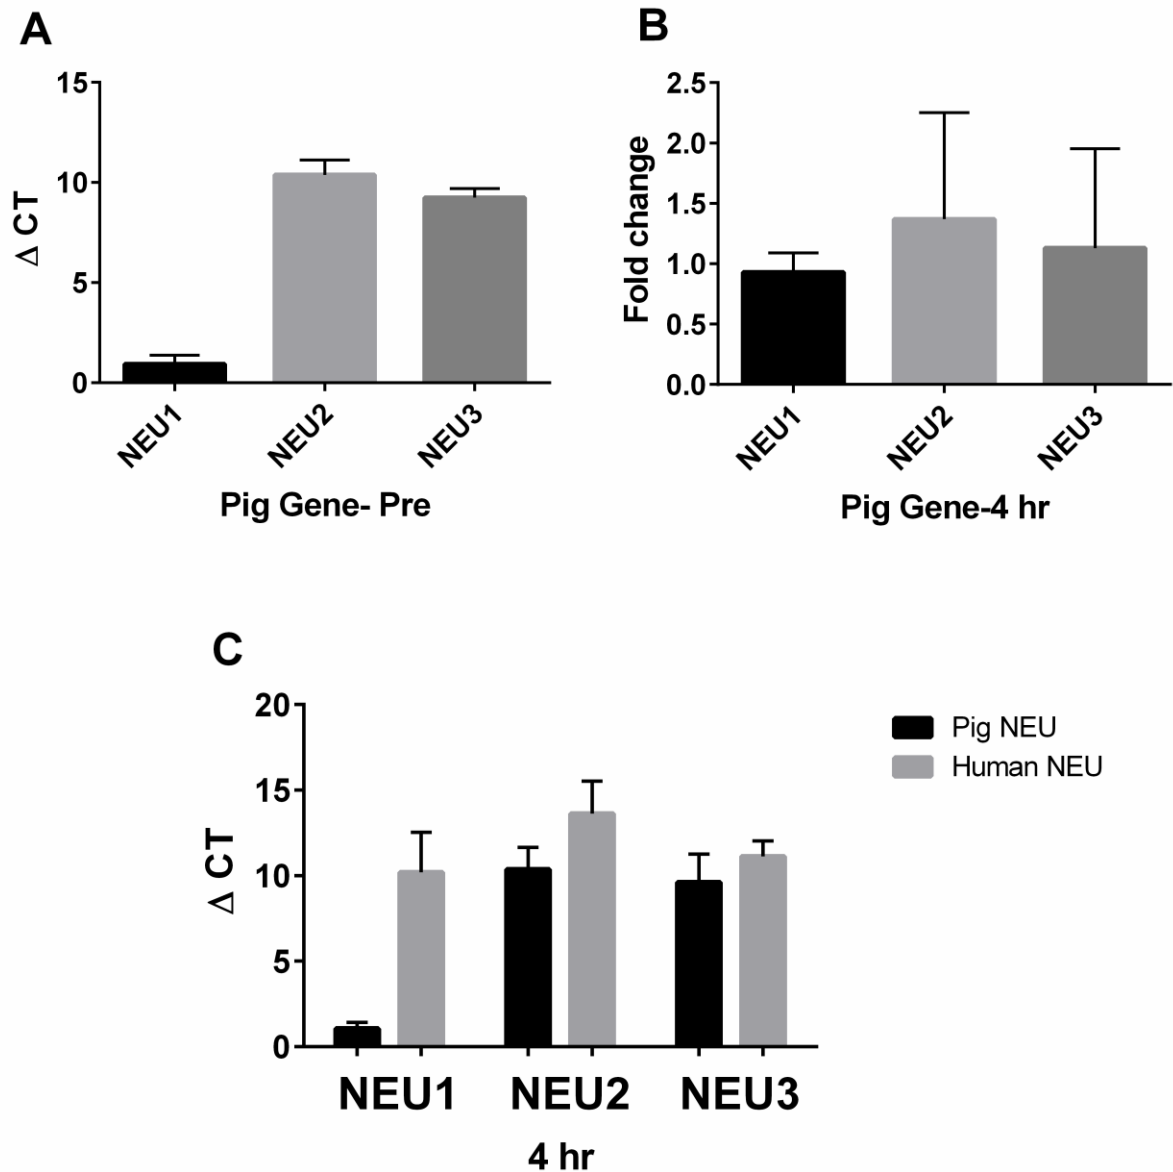 A
15
10
5
0
Δ CT
NEU1
NEU2
NEU3
Pig Gene- Pre
B
2.5
2.0
1.5
1.0
0.5
0.0
Fold change
NEU1
NEU2
NEU3
Pig Gene-4 hr
C
20
15
10
5
0
Δ CT
NEU1
NEU2
NEU3
4 hr
Pig NEU
Human NEU